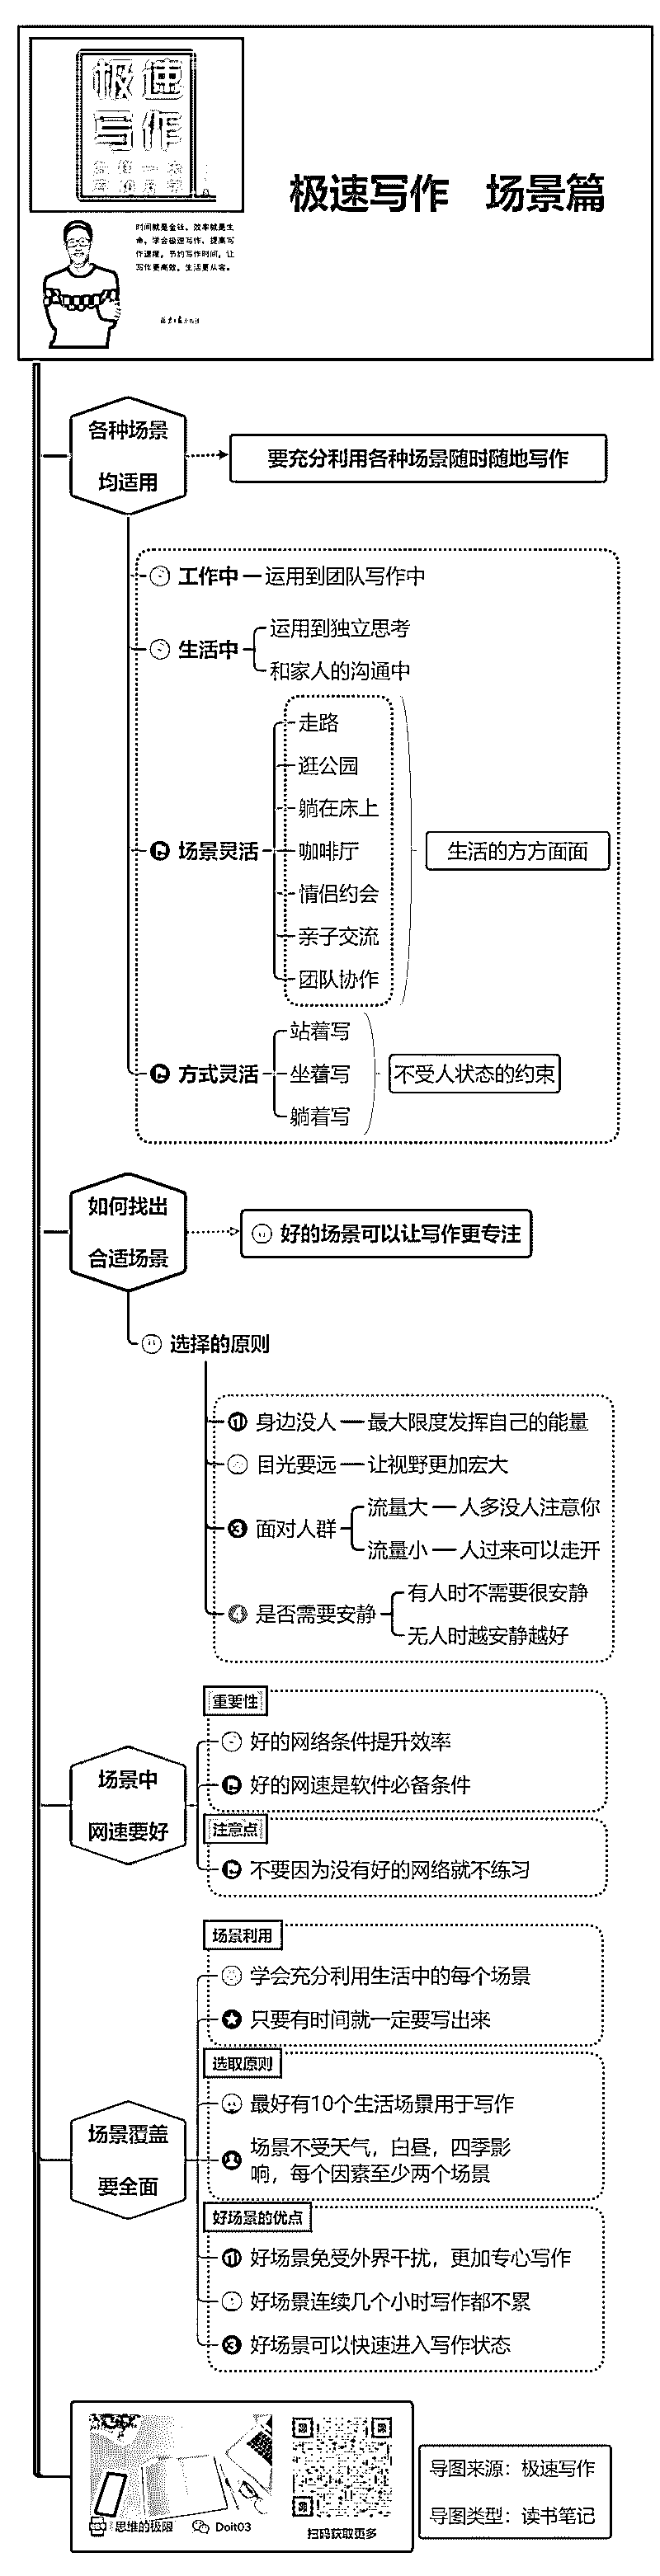 极速
写作
极速写作 场景篇
时间就是金钱，效率就是生
命，学会极速写作，提高写
作速度，节约写作时间，让
写作更高效，生活更从容。
各种场景
均适用
要充分利用各种场景随时随地写作
工作中 运用到团队写作中
生活中
运用到独立思考
和家人的沟通中
场景灵活
走路
逛公园
躺在床上
咖啡厅
情侣约会
亲子交流
团队协作
生活的方方面面
方式灵活
站着写
坐着写
躺着写
不受人状态的约束
如何找出
合适场景
好的场景可以让写作更专注
选择的原则
1 身边没人 最大限度发挥自己的能量
目光要远 让视野更加宏大
3 面对人群
流量大 人多没人注意你
流量小 人过来可以走开
4 是否需要安静
有人时不需要很安静
无人时越安静越好
场景中
网速要好
重要性
好的网络条件提升效率
好的网速是软件必备条件
注意点
不要因为没有好的网络就不练习
场景覆盖
要全面
场景利用
学会充分利用生活中的每个场景
只要有时间就一定要写出来
选取原则
最好有10个生活场景用于写作
场景不受天气，白昼，四季影
响，每个因素至少两个场景
好场景的优点
1 好场景免受外界干扰，更加专心写作
好场景连续几个小时写作都不累
3 好场景可以快速进入写作状态
思维的极限 Doit03
扫码获取更多
导图来源：极速写作
导图类型：读书笔记